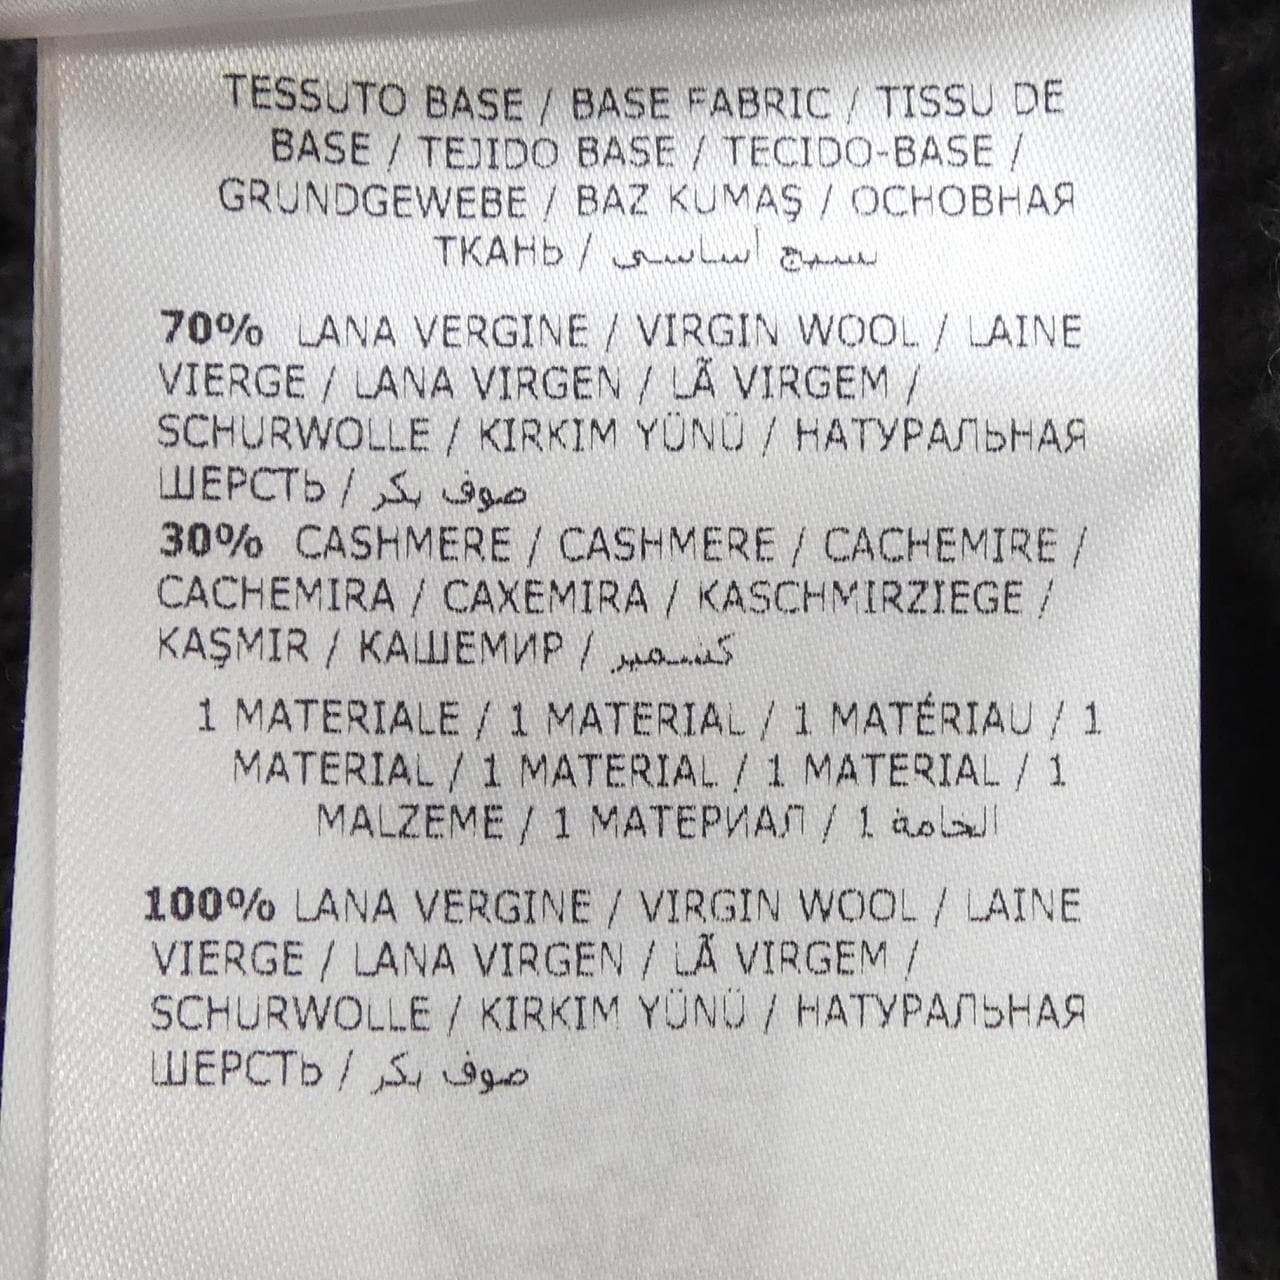 TESSUTO BASE / BASE FABRIC / TISSU DE
BASE / TEJIDO BASE / TECIDO-BASE /
GRUNDGEWEBE / BAZ KUMAŞ / ОСНОВНАЯ
ТКАНЬ / نسيج أساسي
70% LANA VERGINE / VIRGIN WOOL / LAINE
VIERGE / LANA VIRGEN / LÃ VIRGEM /
SCHURWOLLE / KIRKIM YÜNÜ / НАТУРАЛЬНАЯ
ШЕРСТЬ / صوف بكر
30% CASHMERE / CASHMERE / CACHEMIRE /
CACHEMIRA / CAXEMIRA / KASCHMIRZIEGE /
KAŞMIR / КАШЕМИР / كشمير
1 MATERIALE / 1 MATERIAL / 1 MATÉRIAU / 1
MATERIAL / 1 MATERIAL / 1 MATERIAL / 1
MALZEME / 1 МАТЕРИАЛ / 1 الخامة
100% LANA VERGINE / VIRGIN WOOL / LAINE
VIERGE / LANA VIRGEN / LÃ VIRGEM /
SCHURWOLLE / KIRKIM YÜNÜ / НАТУРАЛЬНАЯ
ШЕРСТЬ / صوف بكر